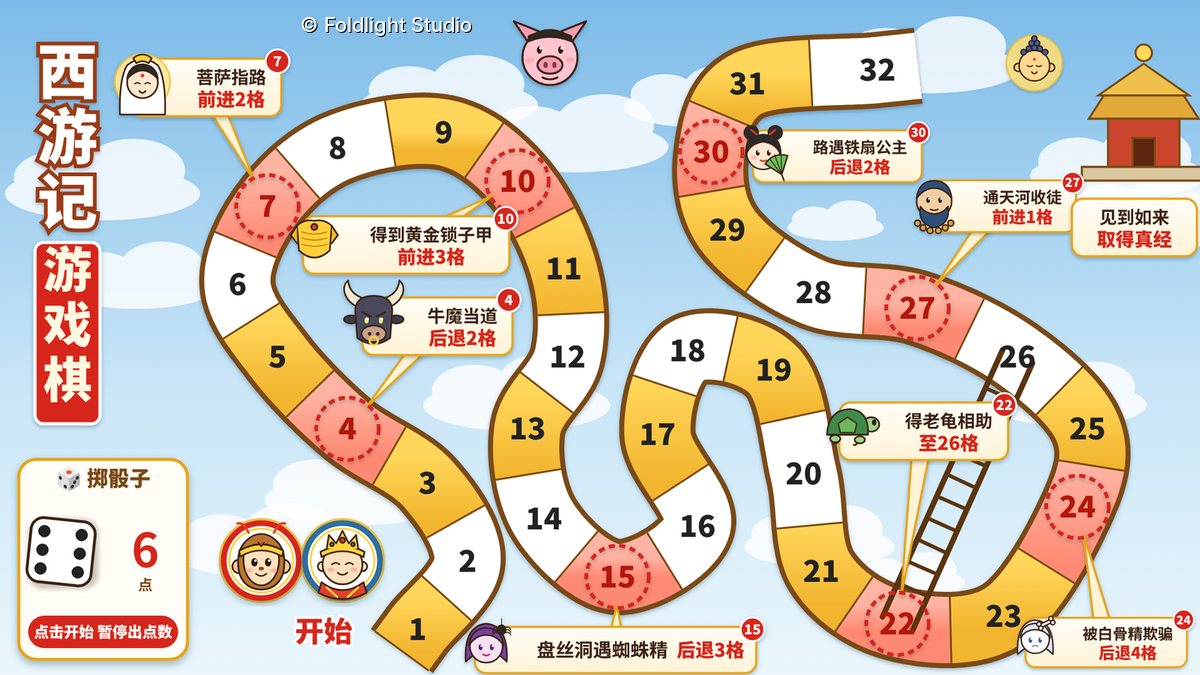 © Foldlight Studio
西游记
游戏棋
菩萨指路
7
前进2格
得到黄金锁子甲
10
前进3格
牛魔当道
4
后退2格
路遇铁扇公主
30
后退2格
通天河收徒
27
前进1格
见到如来
取得真经
得老龟相助
22
至26格
盘丝洞遇蜘蛛精 后退3格
15
被白骨精欺骗
24
后退4格
掷骰子
6
点
点击开始 暂停出点数
开始
1
2
3
4
5
6
7
8
9
10
11
12
13
14
15
16
17
18
19
20
21
22
23
24
25
26
27
28
29
30
31
32